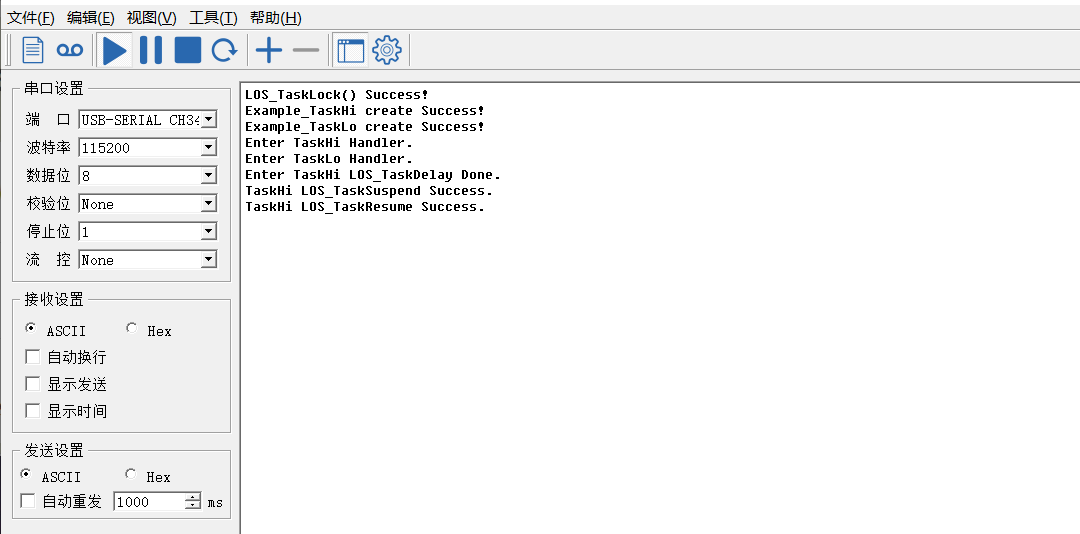 文件(F) 编辑(E) 视图(V) 工具(T) 帮助(H)
串口设置
端 口 USB-SERIAL CH34
波特率 115200
数据位 8
校验位 None
停止位 1
流 控 None
接收设置
ASCII Hex
自动换行
显示发送
显示时间
发送设置
ASCII Hex
自动重发 1000 ms
LOS_TaskLock() Success!
Example_TaskHi create Success!
Example_TaskLo create Success!
Enter TaskHi Handler.
Enter TaskLo Handler.
Enter TaskHi LOS_TaskDelay Done.
TaskHi LOS_TaskSuspend Success.
TaskHi LOS_TaskResume Success.